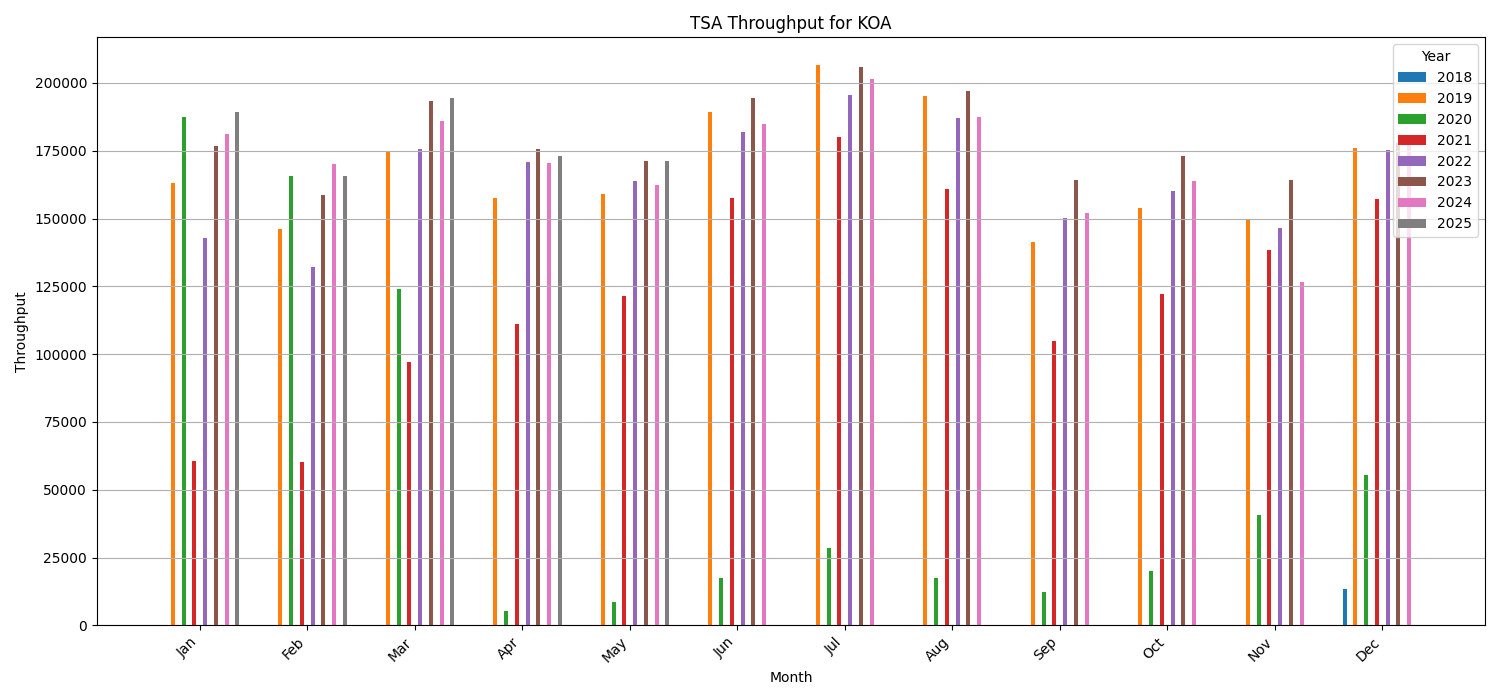 TSA Throughput for KOA
Throughput
200000
175000
150000
125000
100000
75000
50000
25000
0
Year
2018
2019
2020
2021
2022
2023
2024
2025
Jan
Feb
Mar
Apr
May
Jun
Jul
Aug
Sep
Oct
Nov
Dec
Month